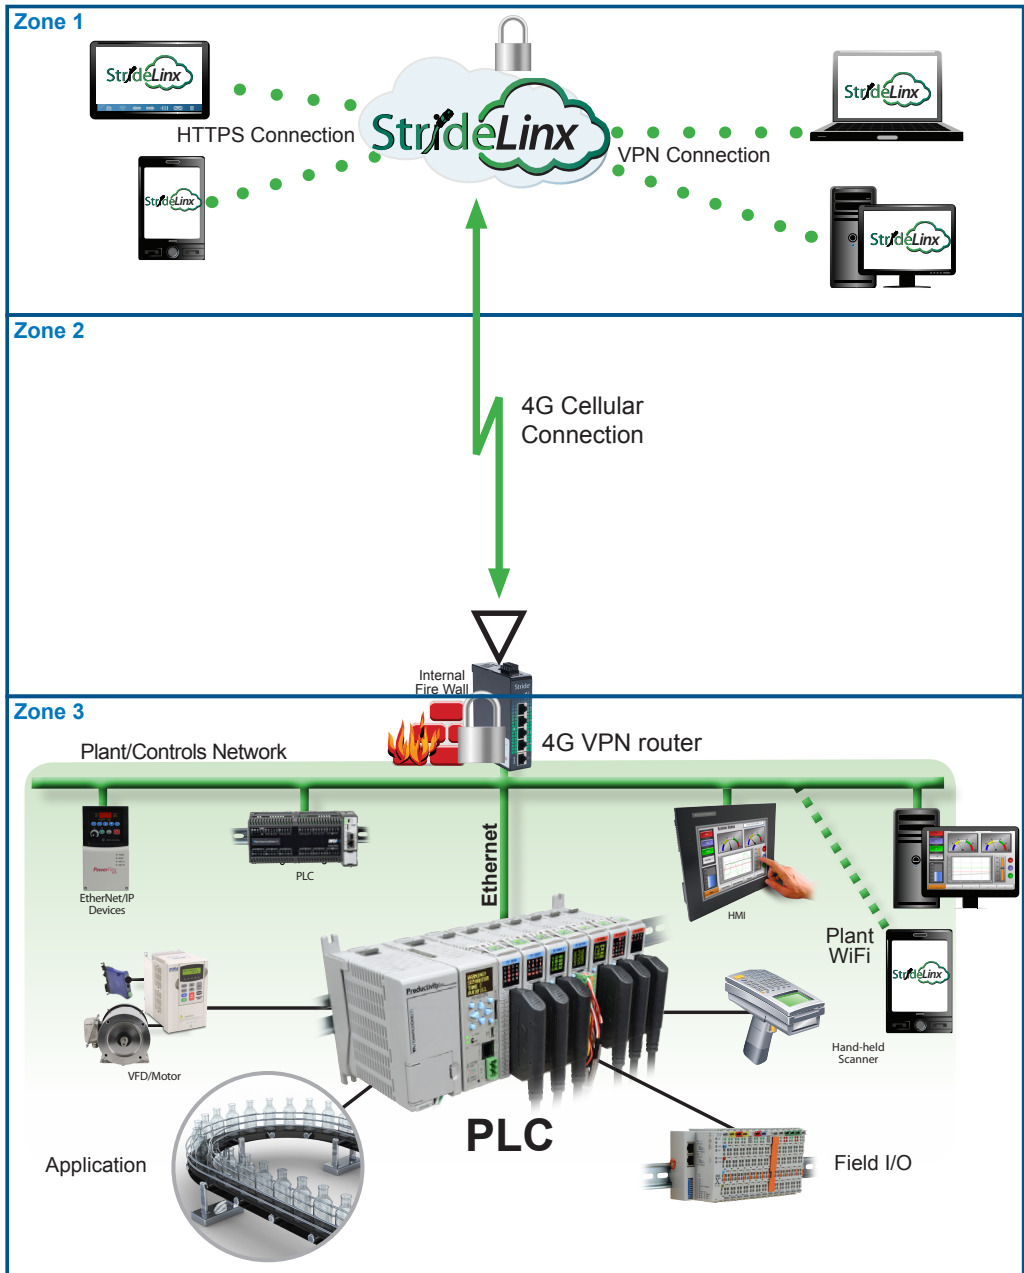 Zone 1
StrideLinx
StrideLinx
StrideLinx
HTTPS Connection
VPN Connection
StrideLinx
StrideLinx
Zone 2
4G Cellular
Connection
Internal
Fire Wall
Stride
Zone 3
4G VPN router
Plant/Controls Network
Ethernet
PLC
EtherNet/IP
Devices
HMI
Plant
WiFi
StrideLinx
Productivity
Hand-held
Scanner
VFD/Motor
PLC
Application
Field I/O